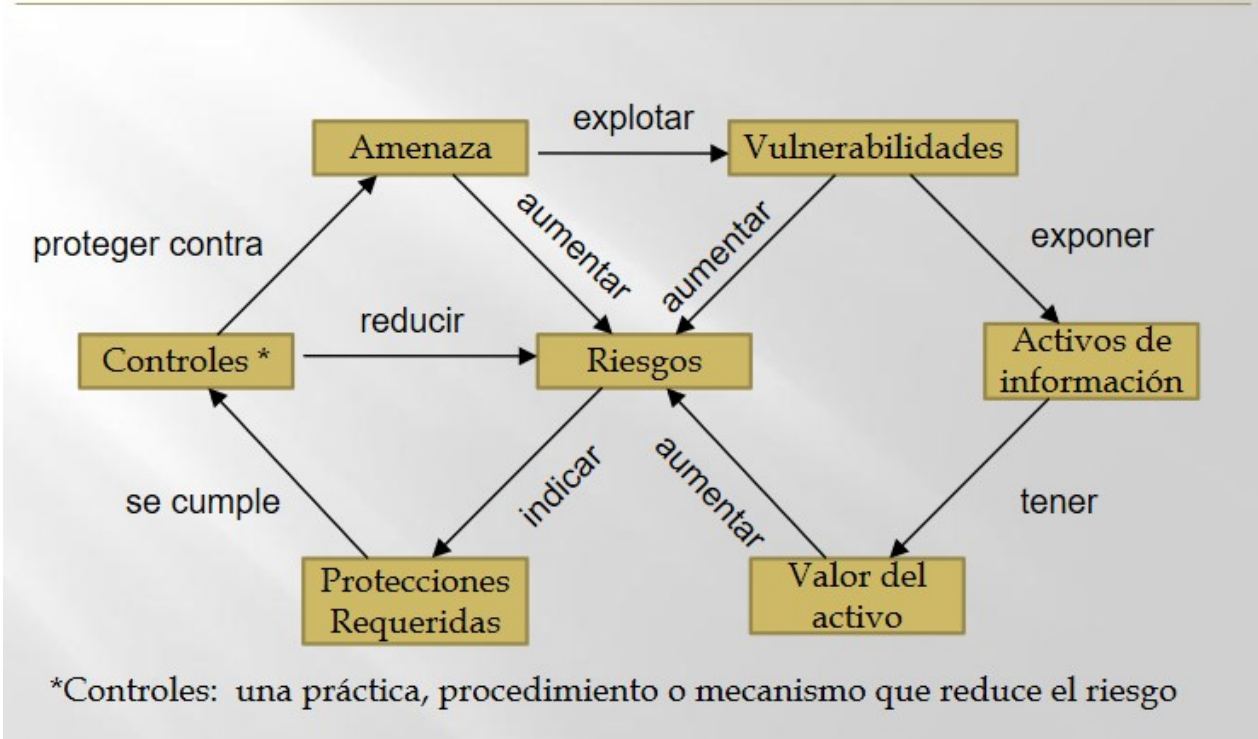 explotar
Amenaza
Vulnerabilidades
aumentar
aumentar
proteger contra
exponer
reducir
Controles *
Riesgos
Activos de
información
se cumple
indicar
aumentar
tener
Protecciones
Requeridas
Valor del
activo
*Controles: una práctica, procedimiento o mecanismo que reduce el riesgo